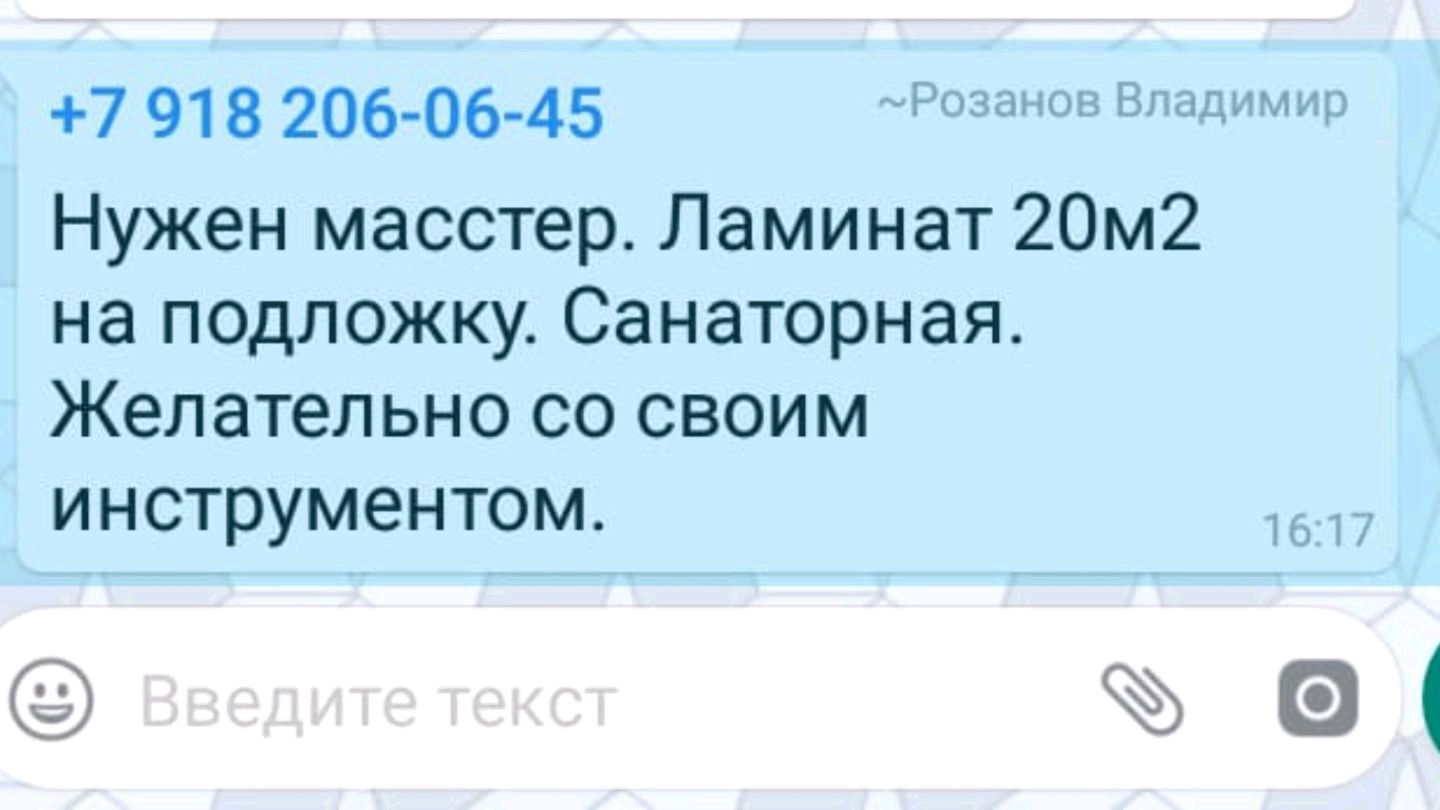 +7 918 206-06-45 ~Розанов Владимир
Нужен масстер. Ламинат 20м2
на подложку. Санаторная.
Желательно со своим
инструментом.
16:17
Введите текст